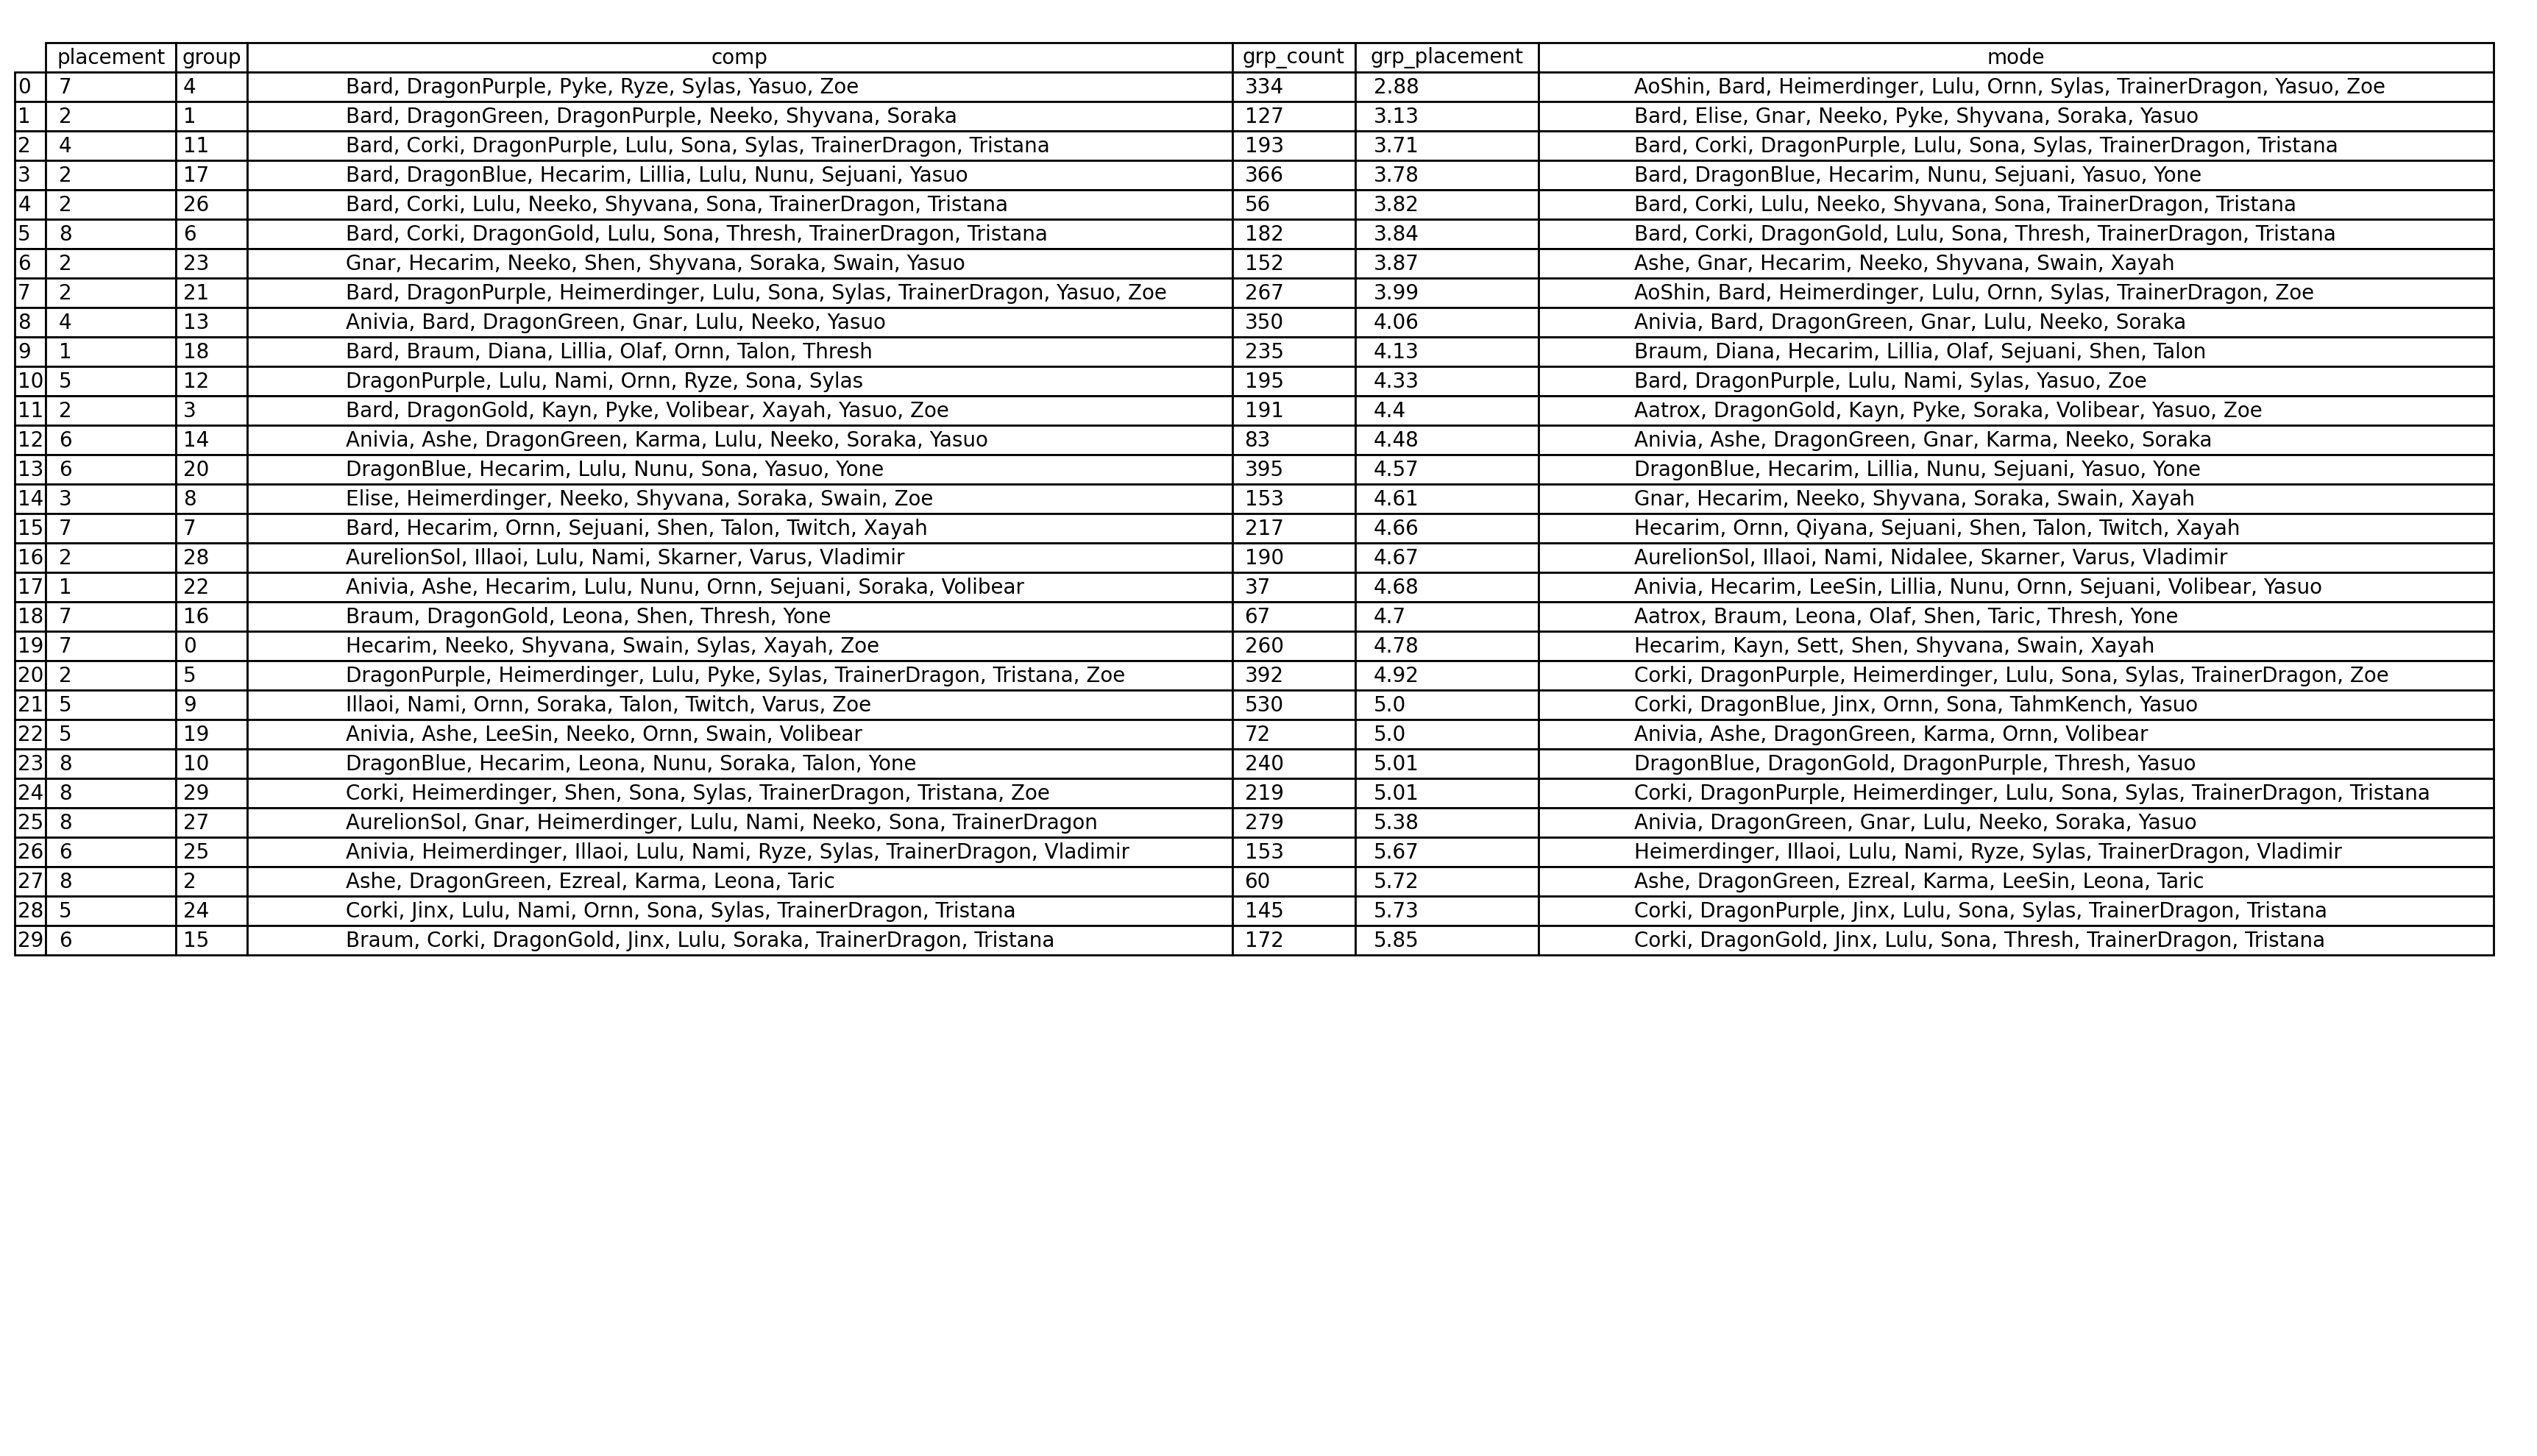 placement group comp grp_count grp_placement mode
0 7 4 Bard, DragonPurple, Pyke, Ryze, Sylas, Yasuo, Zoe 334 2.88 AoShin, Bard, Heimerdinger, Lulu, Ornn, Sylas, TrainerDragon, Yasuo, Zoe
1 2 1 Bard, DragonGreen, DragonPurple, Neeko, Shyvana, Soraka 127 3.13 Bard, Elise, Gnar, Neeko, Pyke, Shyvana, Soraka, Yasuo
2 4 11 Bard, Corki, DragonPurple, Lulu, Sona, Sylas, TrainerDragon, Tristana 193 3.71 Bard, Corki, DragonPurple, Lulu, Sona, Sylas, TrainerDragon, Tristana
3 2 17 Bard, DragonBlue, Hecarim, Lillia, Lulu, Nunu, Sejuani, Yasuo 366 3.78 Bard, DragonBlue, Hecarim, Nunu, Sejuani, Yasuo, Yone
4 2 26 Bard, Corki, Lulu, Neeko, Shyvana, Sona, TrainerDragon, Tristana 56 3.82 Bard, Corki, Lulu, Neeko, Shyvana, Sona, TrainerDragon, Tristana
5 8 6 Bard, Corki, DragonGold, Lulu, Sona, Thresh, TrainerDragon, Tristana 182 3.84 Bard, Corki, DragonGold, Lulu, Sona, Thresh, TrainerDragon, Tristana
6 2 23 Gnar, Hecarim, Neeko, Shen, Shyvana, Soraka, Swain, Yasuo 152 3.87 Ashe, Gnar, Hecarim, Neeko, Shyvana, Swain, Xayah
7 2 21 Bard, DragonPurple, Heimerdinger, Lulu, Sona, Sylas, TrainerDragon, Yasuo, Zoe 267 3.99 AoShin, Bard, Heimerdinger, Lulu, Ornn, Sylas, TrainerDragon, Zoe
8 4 13 Anivia, Bard, DragonGreen, Gnar, Lulu, Neeko, Yasuo 350 4.06 Anivia, Bard, DragonGreen, Gnar, Lulu, Neeko, Soraka
9 1 18 Bard, Braum, Diana, Lillia, Olaf, Ornn, Talon, Thresh 235 4.13 Braum, Diana, Hecarim, Lillia, Olaf, Sejuani, Shen, Talon
10 5 12 DragonPurple, Lulu, Nami, Ornn, Ryze, Sona, Sylas 195 4.33 Bard, DragonPurple, Lulu, Nami, Sylas, Yasuo, Zoe
11 2 3 Bard, DragonGold, Kayn, Pyke, Volibear, Xayah, Yasuo, Zoe 191 4.4 Aatrox, DragonGold, Kayn, Pyke, Soraka, Volibear, Yasuo, Zoe
12 6 14 Anivia, Ashe, DragonGreen, Karma, Lulu, Neeko, Soraka, Yasuo 83 4.48 Anivia, Ashe, DragonGreen, Gnar, Karma, Neeko, Soraka
13 6 20 DragonBlue, Hecarim, Lulu, Nunu, Sona, Yasuo, Yone 395 4.57 DragonBlue, Hecarim, Lillia, Nunu, Sejuani, Yasuo, Yone
14 3 8 Elise, Heimerdinger, Neeko, Shyvana, Soraka, Swain, Zoe 153 4.61 Gnar, Hecarim, Neeko, Shyvana, Soraka, Swain, Xayah
15 7 7 Bard, Hecarim, Ornn, Sejuani, Shen, Talon, Twitch, Xayah 217 4.66 Hecarim, Ornn, Qiyana, Sejuani, Shen, Talon, Twitch, Xayah
16 2 28 AurelionSol, Illaoi, Lulu, Nami, Skarner, Varus, Vladimir 190 4.67 AurelionSol, Illaoi, Nami, Nidalee, Skarner, Varus, Vladimir
17 1 22 Anivia, Ashe, Hecarim, Lulu, Nunu, Ornn, Sejuani, Soraka, Volibear 37 4.68 Anivia, Hecarim, LeeSin, Lillia, Nunu, Ornn, Sejuani, Volibear, Yasuo
18 7 16 Braum, DragonGold, Leona, Shen, Thresh, Yone 67 4.7 Aatrox, Braum, Leona, Olaf, Shen, Taric, Thresh, Yone
19 7 0 Hecarim, Neeko, Shyvana, Swain, Sylas, Xayah, Zoe 260 4.78 Hecarim, Kayn, Sett, Shen, Shyvana, Swain, Xayah
20 2 5 DragonPurple, Heimerdinger, Lulu, Pyke, Sylas, TrainerDragon, Tristana, Zoe 392 4.92 Corki, DragonPurple, Heimerdinger, Lulu, Sona, Sylas, TrainerDragon, Zoe
21 5 9 Illaoi, Nami, Ornn, Soraka, Talon, Twitch, Varus, Zoe 530 5.0 Corki, DragonBlue, Jinx, Ornn, Sona, TahmKench, Yasuo
22 5 19 Anivia, Ashe, LeeSin, Neeko, Ornn, Swain, Volibear 72 5.0 Anivia, Ashe, DragonGreen, Karma, Ornn, Volibear
23 8 10 DragonBlue, Hecarim, Leona, Nunu, Soraka, Talon, Yone 240 5.01 DragonBlue, DragonGold, DragonPurple, Thresh, Yasuo
24 8 29 Corki, Heimerdinger, Shen, Sona, Sylas, TrainerDragon, Tristana, Zoe 219 5.01 Corki, DragonPurple, Heimerdinger, Lulu, Sona, Sylas, TrainerDragon, Tristana
25 8 27 AurelionSol, Gnar, Heimerdinger, Lulu, Nami, Neeko, Sona, TrainerDragon 279 5.38 Anivia, DragonGreen, Gnar, Lulu, Neeko, Soraka, Yasuo
26 6 25 Anivia, Heimerdinger, Illaoi, Lulu, Nami, Ryze, Sylas, TrainerDragon, Vladimir 153 5.67 Heimerdinger, Illaoi, Lulu, Nami, Ryze, Sylas, TrainerDragon, Vladimir
27 8 2 Ashe, DragonGreen, Ezreal, Karma, Leona, Taric 60 5.72 Ashe, DragonGreen, Ezreal, Karma, LeeSin, Leona, Taric
28 5 24 Corki, Jinx, Lulu, Nami, Ornn, Sona, Sylas, TrainerDragon, Tristana 145 5.73 Corki, DragonPurple, Jinx, Lulu, Sona, Sylas, TrainerDragon, Tristana
29 6 15 Braum, Corki, DragonGold, Jinx, Lulu, Soraka, TrainerDragon, Tristana 172 5.85 Corki, DragonGold, Jinx, Lulu, Sona, Thresh, TrainerDragon, Tristana